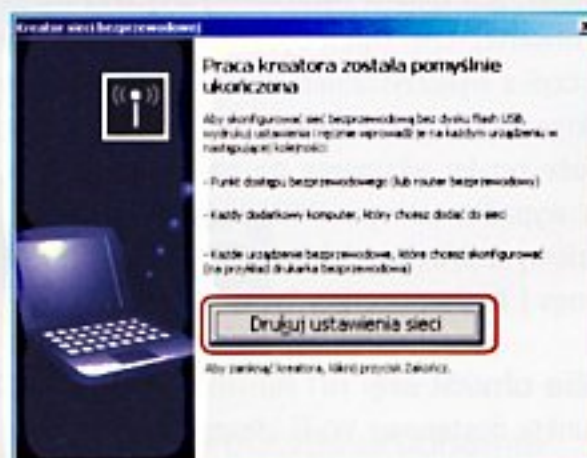 Kreator sieci bezprzewodowej
Praca kreatora została pomyślnie
ukończona
Aby skonfigurować sieć bezprzewodową bez dysku flash USB,
wydrukuj ustawienia i ręcznie wprowadź je na każdym urządzeniu w
następującej kolejności:
- Punkt dostępu bezprzewodowego (lub router bezprzewodowy)
- Każdy dodatkowy komputer, który chcesz dodać do sieci
- Każde urządzenie bezprzewodowe, które chcesz skonfigurować
(na przykład drukarka bezprzewodowa)
Drukuj ustawienia sieci
Aby zamknąć kreatora, kliknij przycisk Zakończ.